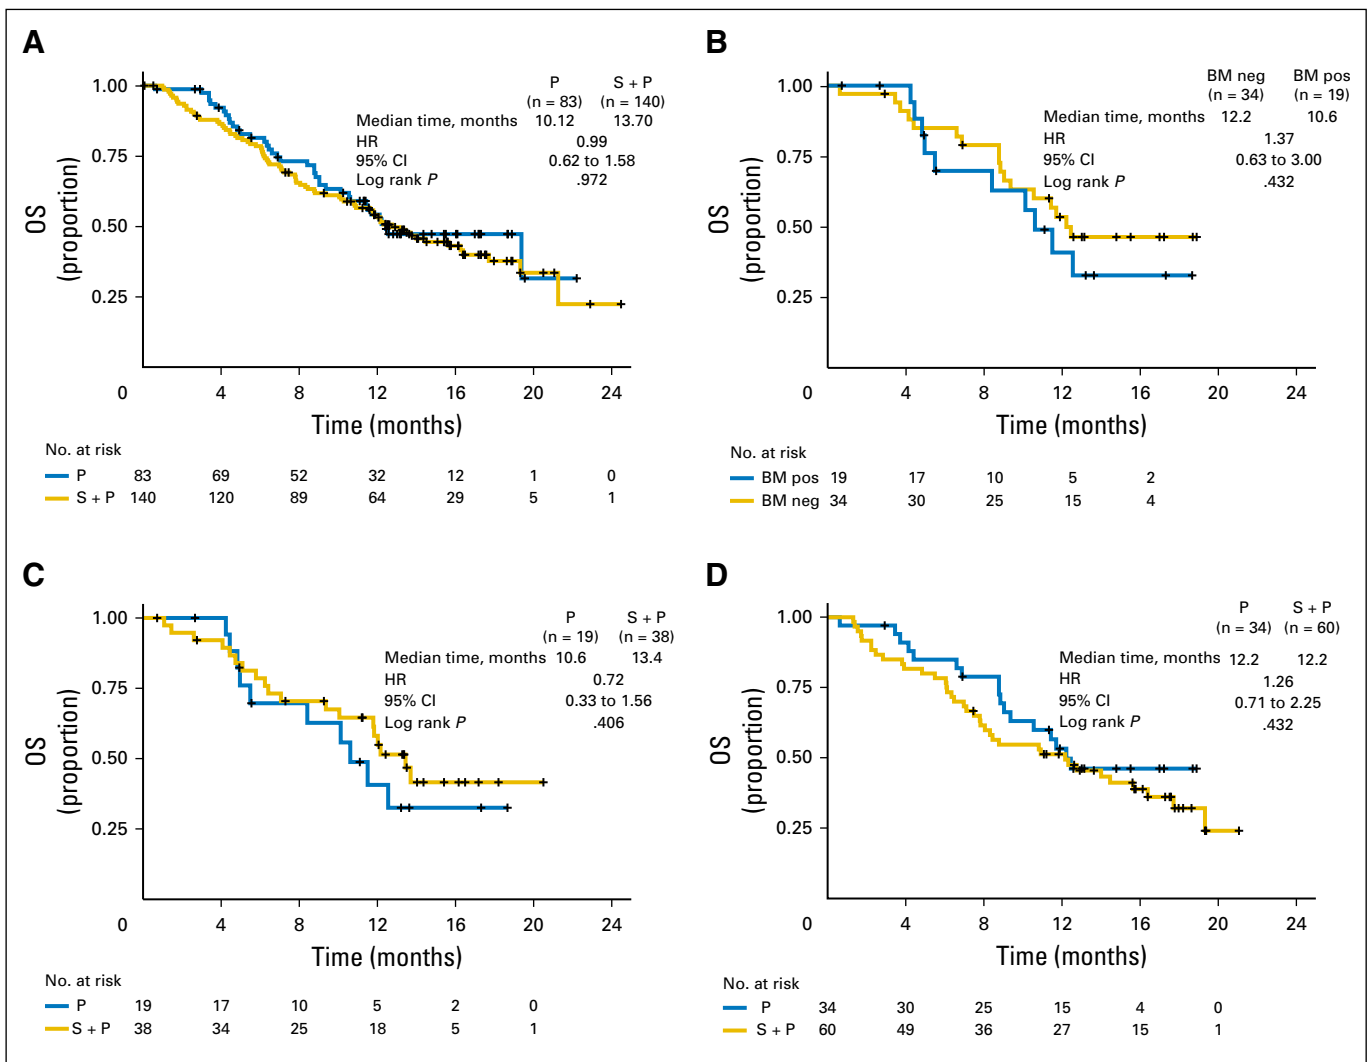 A
P S + P
(n = 83) (n = 140)
Median time, months 10.12 13.70
HR 0.99
95% CI 0.62 to 1.58
Log rank P .972
OS
(proportion)
1.00
0.75
0.50
0.25
0 4 8 12 16 20 24
Time (months)
No. at risk
P 83 69 52 32 12 1 0
S + P 140 120 89 64 29 5 1
B
BM neg BM pos
(n = 34) (n = 19)
Median time, months 12.2 10.6
HR 1.37
95% CI 0.63 to 3.00
Log rank P .432
OS
(proportion)
1.00
0.75
0.50
0.25
0 4 8 12 16 20 24
Time (months)
No. at risk
BM pos 19 17 10 5 2
BM neg 34 30 25 15 4
C
P S + P
(n = 19) (n = 38)
Median time, months 10.6 13.4
HR 0.72
95% CI 0.33 to 1.56
Log rank P .406
OS
(proportion)
1.00
0.75
0.50
0.25
0 4 8 12 16 20 24
Time (months)
No. at risk
P 19 17 10 5 2 0
S + P 38 34 25 18 5 1
D
P S + P
(n = 34) (n = 60)
Median time, months 12.2 12.2
HR 1.26
95% CI 0.71 to 2.25
Log rank P .432
OS
(proportion)
1.00
0.75
0.50
0.25
0 4 8 12 16 20 24
Time (months)
No. at risk
P 34 30 25 15 4 0
S + P 60 49 36 27 15 1